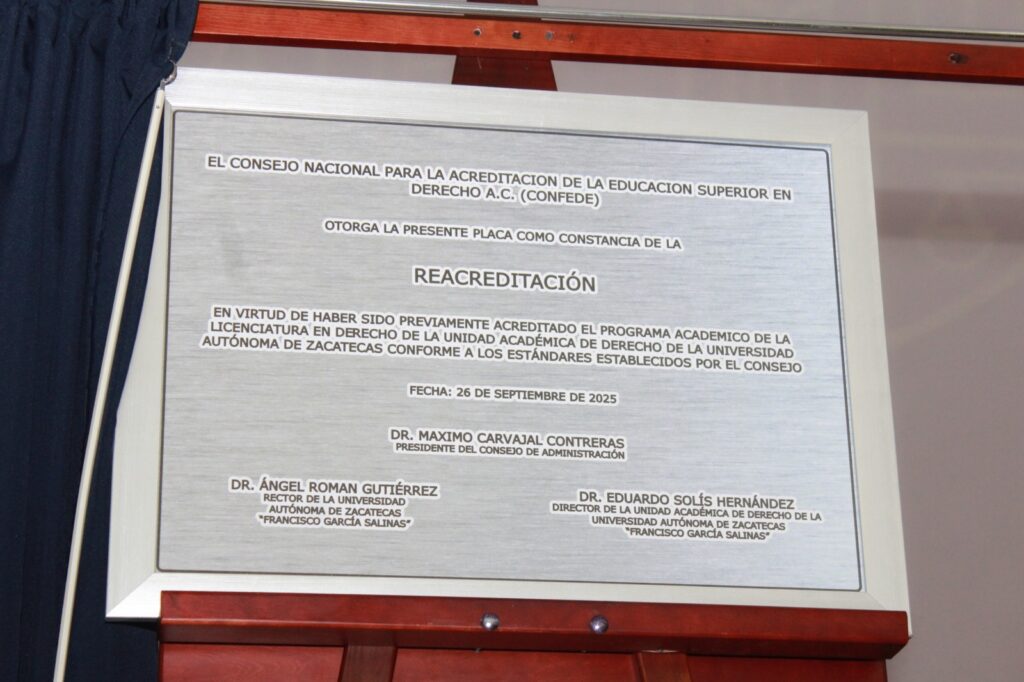 EL CONSEJO NACIONAL PARA LA ACREDITACION DE LA EDUCACION SUPERIOR EN
DERECHO A.C. (CONFEDE)
OTORGA LA PRESENTE PLACA COMO CONSTANCIA DE LA
REACREDITACIÓN
EN VIRTUD DE HABER SIDO PREVIAMENTE ACREDITADO EL PROGRAMA ACADEMICO DE LA
LICENCIATURA EN DERECHO DE LA UNIDAD ACADÉMICA DE DERECHO DE LA UNIVERSIDAD
AUTÓNOMA DE ZACATECAS CONFORME A LOS ESTÁNDARES ESTABLECIDOS POR EL CONSEJO
FECHA: 26 DE SEPTIEMBRE DE 2025
DR. MAXIMO CARVAJAL CONTRERAS
PRESIDENTE DEL CONSEJO DE ADMINISTRACIÓN
DR. ÁNGEL ROMAN GUTIÉRREZ
RECTOR DE LA UNIVERSIDAD
AUTÓNOMA DE ZACATECAS
"FRANCISCO GARCÍA SALINAS"
DR. EDUARDO SOLÍS HERNÁNDEZ
DIRECTOR DE LA UNIDAD ACADÉMICA DE DERECHO DE LA
UNIVERSIDAD AUTÓNOMA DE ZACATECAS
"FRANCISCO GARCÍA SALINAS"